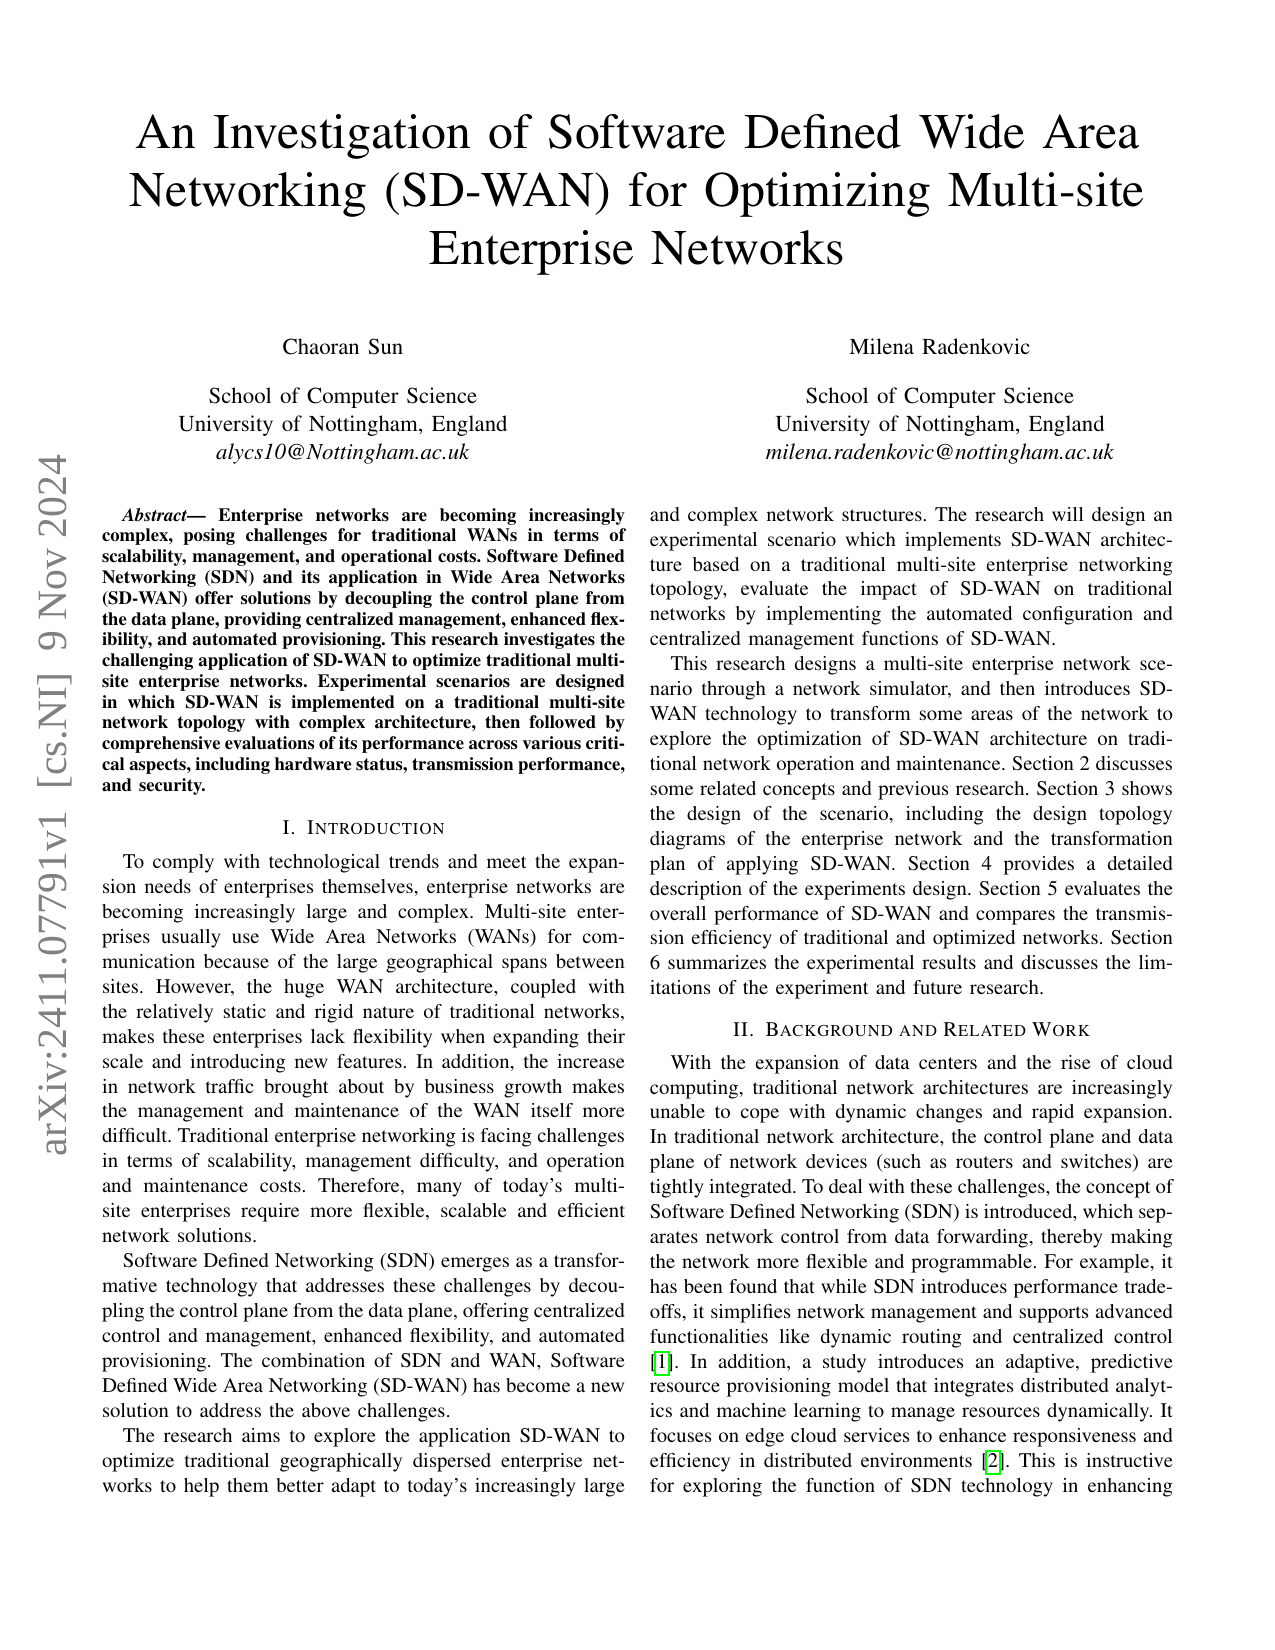 An Investigation of Software Defined Wide Area
Networking (SD-WAN) for Optimizing Multi-site
Enterprise Networks
Chaoran Sun
School of Computer Science
University of Nottingham, England
alycs10@Nottingham.ac.uk
Milena Radenkovic
School of Computer Science
University of Nottingham, England
milena.radenkovic@nottingham.ac.uk
arXiv:2411.07791v1 [cs.NI] 9 Nov 2024
Abstract— Enterprise networks are becoming increasingly
complex, posing challenges for traditional WANs in terms of
scalability, management, and operational costs. Software Defined
Networking (SDN) and its application in Wide Area Networks
(SD-WAN) offer solutions by decoupling the control plane from
the data plane, providing centralized management, enhanced flex-
ibility, and automated provisioning. This research investigates the
challenging application of SD-WAN to optimize traditional multi-
site enterprise networks. Experimental scenarios are designed
in which SD-WAN is implemented on a traditional multi-site
network topology with complex architecture, then followed by
comprehensive evaluations of its performance across various criti-
cal aspects, including hardware status, transmission performance,
and security.
I. INTRODUCTION
To comply with technological trends and meet the expan-
sion needs of enterprises themselves, enterprise networks are
becoming increasingly large and complex. Multi-site enter-
prises usually use Wide Area Networks (WANs) for com-
munication because of the large geographical spans between
sites. However, the huge WAN architecture, coupled with
the relatively static and rigid nature of traditional networks,
makes these enterprises lack flexibility when expanding their
scale and introducing new features. In addition, the increase
in network traffic brought about by business growth makes
the management and maintenance of the WAN itself more
difficult. Traditional enterprise networking is facing challenges
in terms of scalability, management difficulty, and operation
and maintenance costs. Therefore, many of today's multi-
site enterprises require more flexible, scalable and efficient
network solutions.
Software Defined Networking (SDN) emerges as a transfor-
mative technology that addresses these challenges by decou-
pling the control plane from the data plane, offering centralized
control and management, enhanced flexibility, and automated
provisioning. The combination of SDN and WAN, Software
Defined Wide Area Networking (SD-WAN) has become a new
solution to address the above challenges.
The research aims to explore the application SD-WAN to
optimize traditional geographically dispersed enterprise net-
works to help them better adapt to today's increasingly large
and complex network structures. The research will design an
experimental scenario which implements SD-WAN architec-
ture based on a traditional multi-site enterprise networking
topology, evaluate the impact of SD-WAN on traditional
networks by implementing the automated configuration and
centralized management functions of SD-WAN.
This research designs a multi-site enterprise network sce-
nario through a network simulator, and then introduces SD-
WAN technology to transform some areas of the network to
explore the optimization of SD-WAN architecture on tradi-
tional network operation and maintenance. Section 2 discusses
some related concepts and previous research. Section 3 shows
the design of the scenario, including the design topology
diagrams of the enterprise network and the transformation
plan of applying SD-WAN. Section 4 provides a detailed
description of the experiments design. Section 5 evaluates the
overall performance of SD-WAN and compares the transmis-
sion efficiency of traditional and optimized networks. Section
6 summarizes the experimental results and discusses the lim-
itations of the experiment and future research.
II. BACKGROUND AND RELATED WORK
With the expansion of data centers and the rise of cloud
computing, traditional network architectures are increasingly
unable to cope with dynamic changes and rapid expansion.
In traditional network architecture, the control plane and data
plane of network devices (such as routers and switches) are
tightly integrated. To deal with these challenges, the concept of
Software Defined Networking (SDN) is introduced, which sep-
arates network control from data forwarding, thereby making
the network more flexible and programmable. For example, it
has been found that while SDN introduces performance trade-
offs, it simplifies network management and supports advanced
functionalities like dynamic routing and centralized control
[1]. In addition, a study introduces an adaptive, predictive
resource provisioning model that integrates distributed analyt-
ics and machine learning to manage resources dynamically. It
focuses on edge cloud services to enhance responsiveness and
efficiency in distributed environments [2]. This is instructive
for exploring the function of SDN technology in enhancing